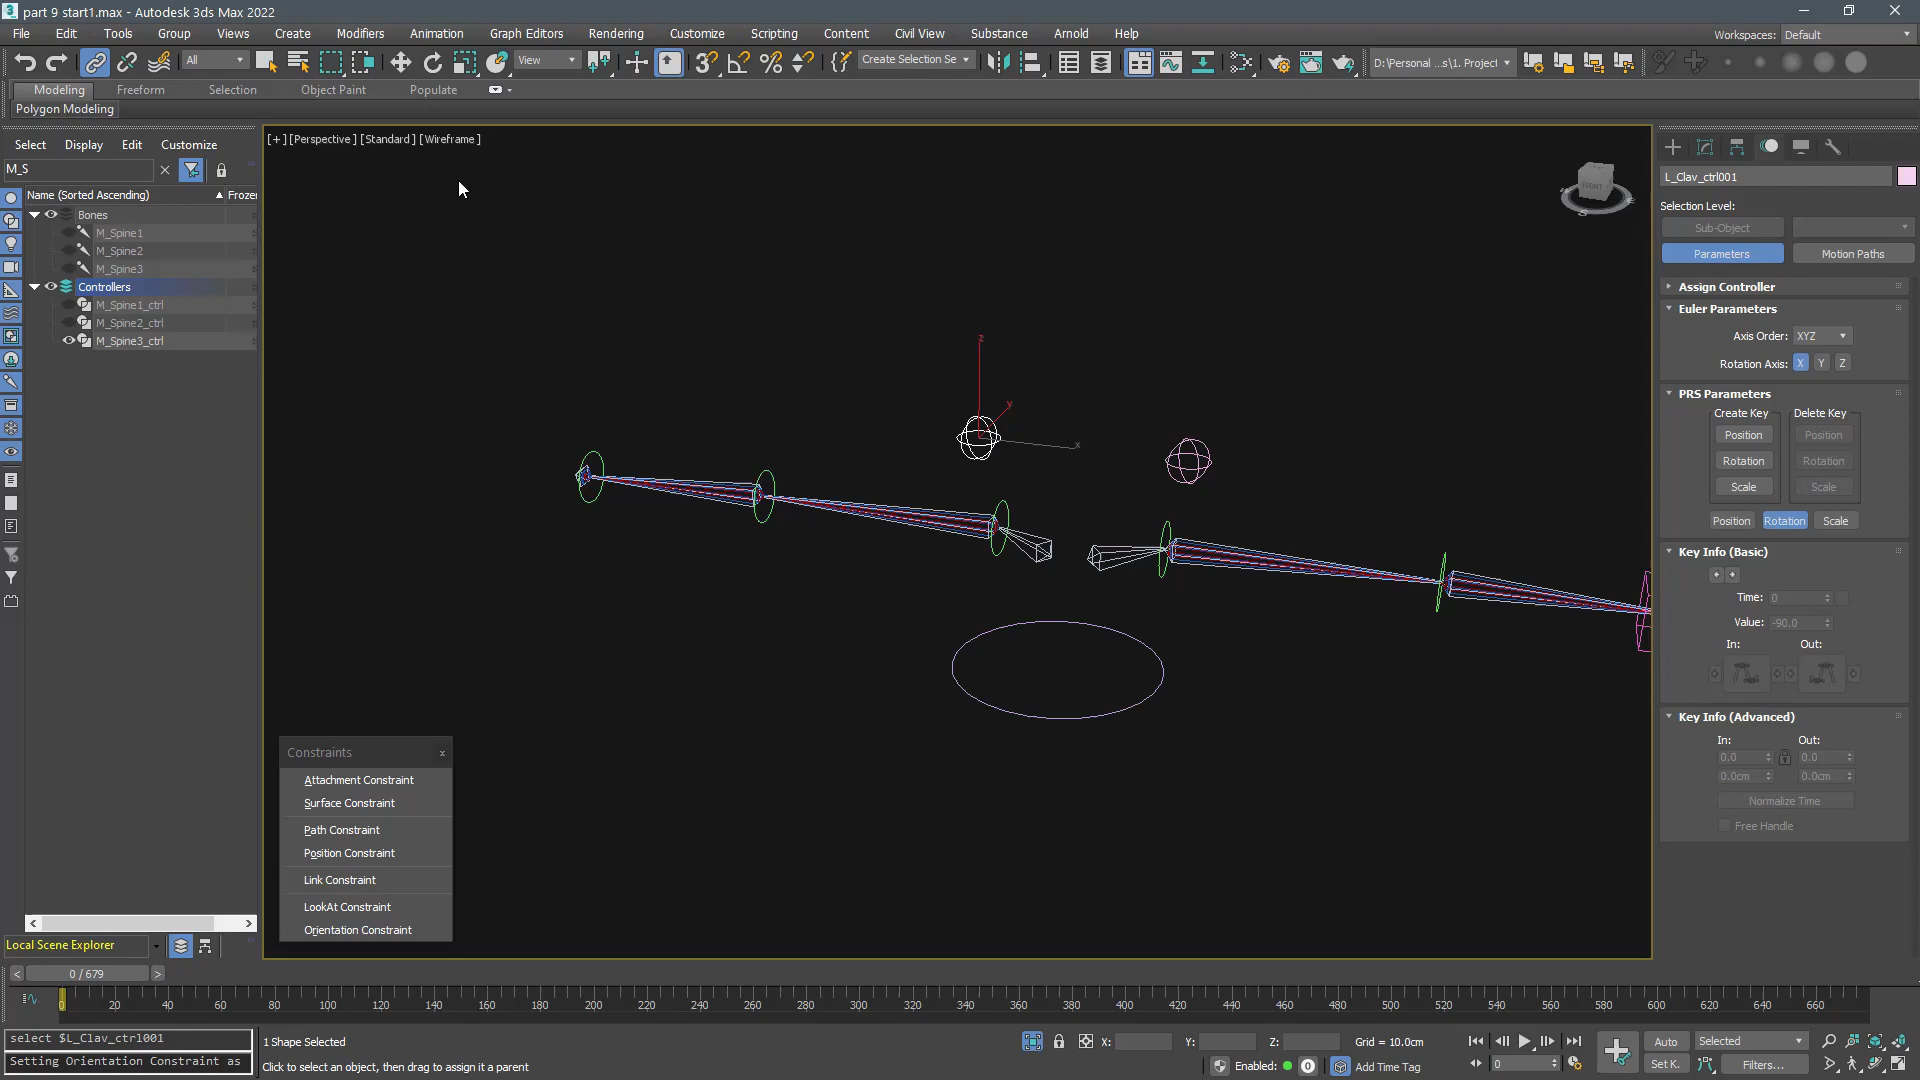 part 9 start1.max - Autodesk 3ds Max 2022
File Edit Tools Group Views Create Modifiers Animation Graph Editors Rendering Customize Scripting Content Civil View Substance Arnold Help
Workspaces: Default
All View Create Selection Se D:\Personal ...s\1. Project
Modeling Freeform Selection Object Paint Populate
Polygon Modeling
Select Display Edit Customize
M_S
Name (Sorted Ascending) Frozen
Bones
M_Spine1
M_Spine2
M_Spine3
Controllers
M_Spine1_ctrl
M_Spine2_ctrl
M_Spine3_ctrl
Local Scene Explorer
[+] [Perspective] [Standard] [Wireframe]
FRONT
z
y
x
Constraints x
Attachment Constraint
Surface Constraint
Path Constraint
Position Constraint
Link Constraint
LookAt Constraint
Orientation Constraint
L_Clav_ctrl001
Selection Level:
Sub-Object
Parameters Motion Paths
Assign Controller
Euler Parameters
Axis Order: XYZ
Rotation Axis: X Y Z
PRS Parameters
Create Key Delete Key
Position Position
Rotation Rotation
Scale Scale
Position Rotation Scale
Key Info (Basic)
Time: 0
Value: -90.0
In: Out:
Key Info (Advanced)
In: Out:
0.0 0.0
0.0cm 0.0cm
Normalize Time
Free Handle
< 0 / 679 >
0 20 40 60 80 100 120 140 160 180 200 220 240 260 280 300 320 340 360 380 400 420 440 460 480 500 520 540 560 580 600 620 640 660
select $L_Clav_ctrl001
Setting Orientation Constraint as
1 Shape Selected
Click to select an object, then drag to assign it a parent
X: Y: Z: Grid = 10.0cm
Enabled: 0 Add Time Tag
0
Auto Selected
Set K. Filters...